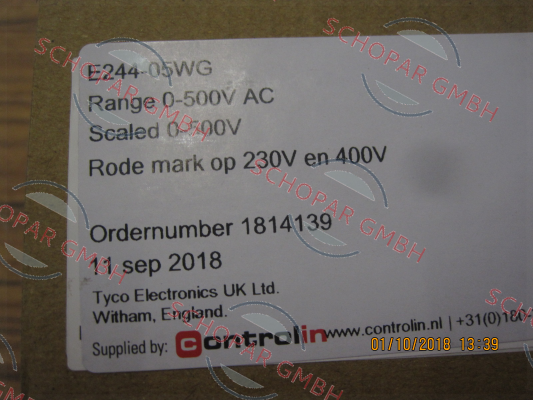 E244-05WG
Range 0-500V AC
Scaled 0-500V
Rode mark op 230V en 400V
Ordernumber 1814139
11 sep 2018
Tyco Electronics UK Ltd.
Witham, England.
Supplied by: controlin www.controlin.nl | +31(0)180-
01/10/2018 13:39
SCHOPAR GMBH
SCHOPAR GMBH
SCHOPAR GMBH
SCHOPAR GMBH